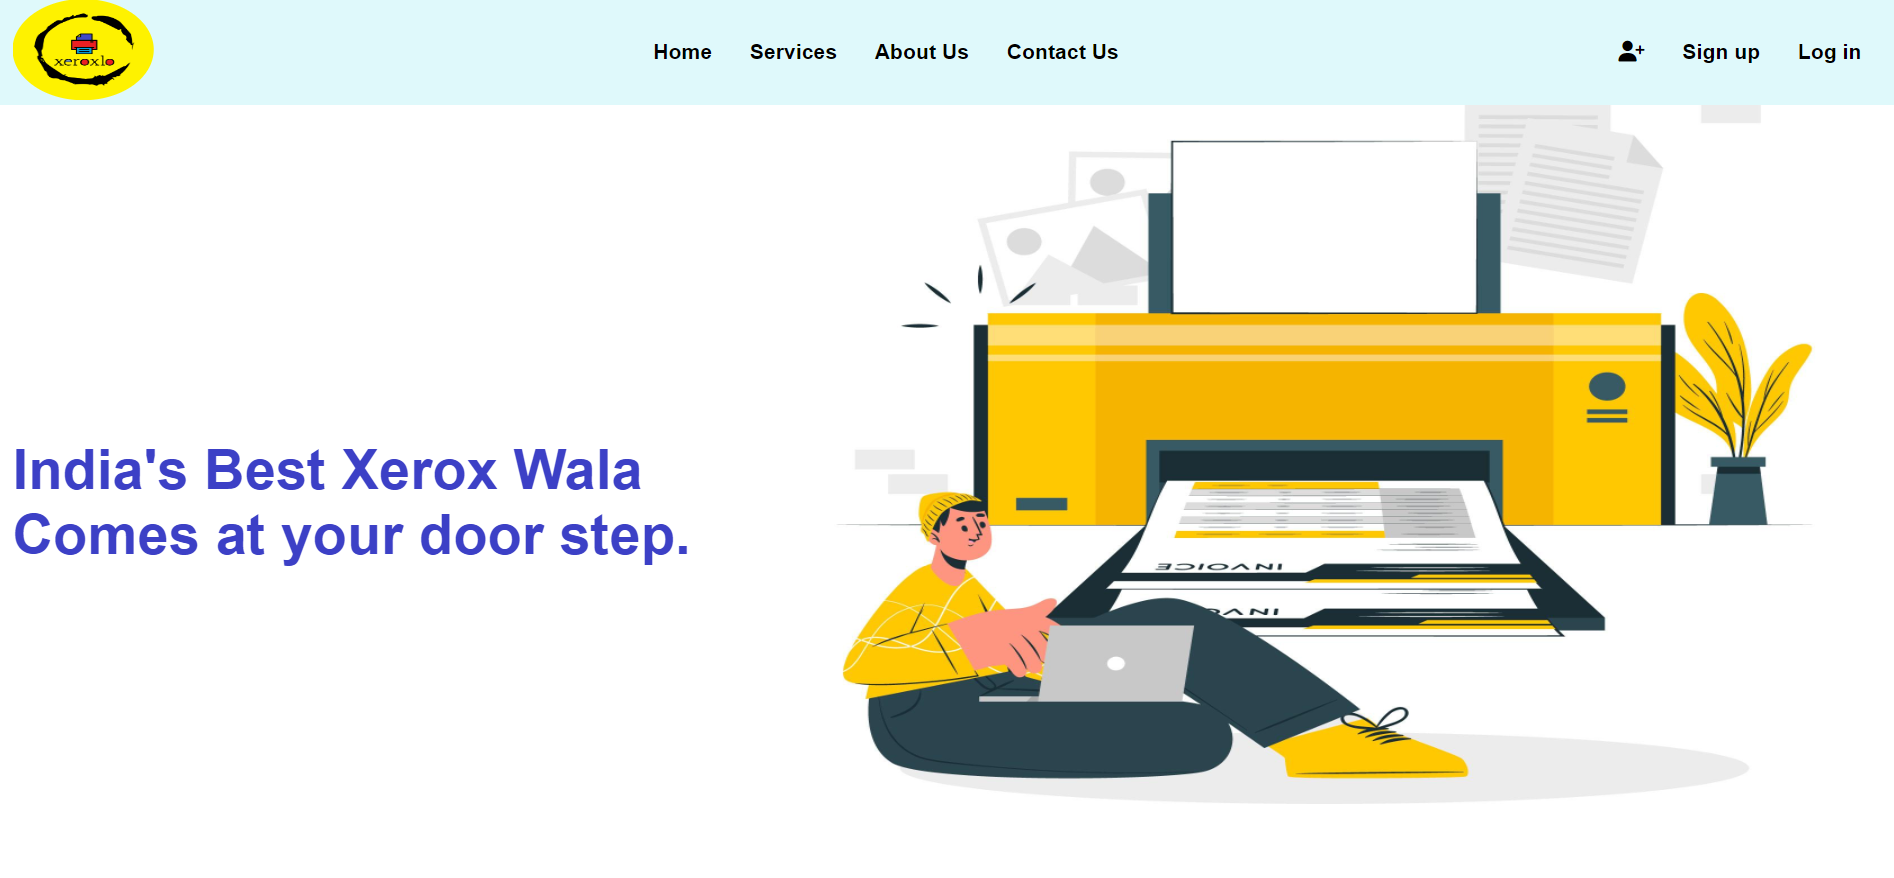 xeroxlo
Home Services About Us Contact Us
Sign up Log in
India's Best Xerox Wala
Comes at your door step.
INVOICE